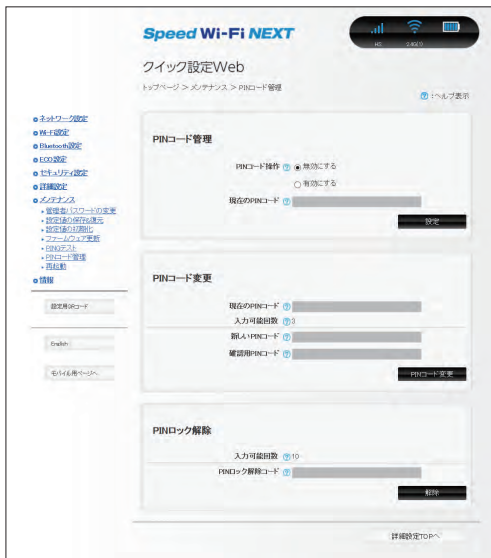 Speed Wi-Fi NEXT
HS
2.4G(1)
クイック設定Web
トップページ > メンテナンス > PINコード管理
?:ヘルプ表示
ネットワーク設定
Wi-Fi設定
Bluetooth設定
ECO設定
セキュリティ設定
詳細設定
メンテナンス
管理者パスワードの変更
設定値の保存&復元
設定値の初期化
ファームウェア更新
PINGテスト
PINコード管理
再起動
情報
設定用QRコード
English
モバイル用ページへ
PINコード管理
PINコード操作 ? 無効にする
有効にする
現在のPINコード ?
設定
PINコード変更
現在のPINコード ?
入力可能回数 ?3
新しいPINコード ?
確認用PINコード ?
PINコード変更
PINロック解除
入力可能回数 ?10
PINロック解除コード ?
解除
詳細設定TOPへ